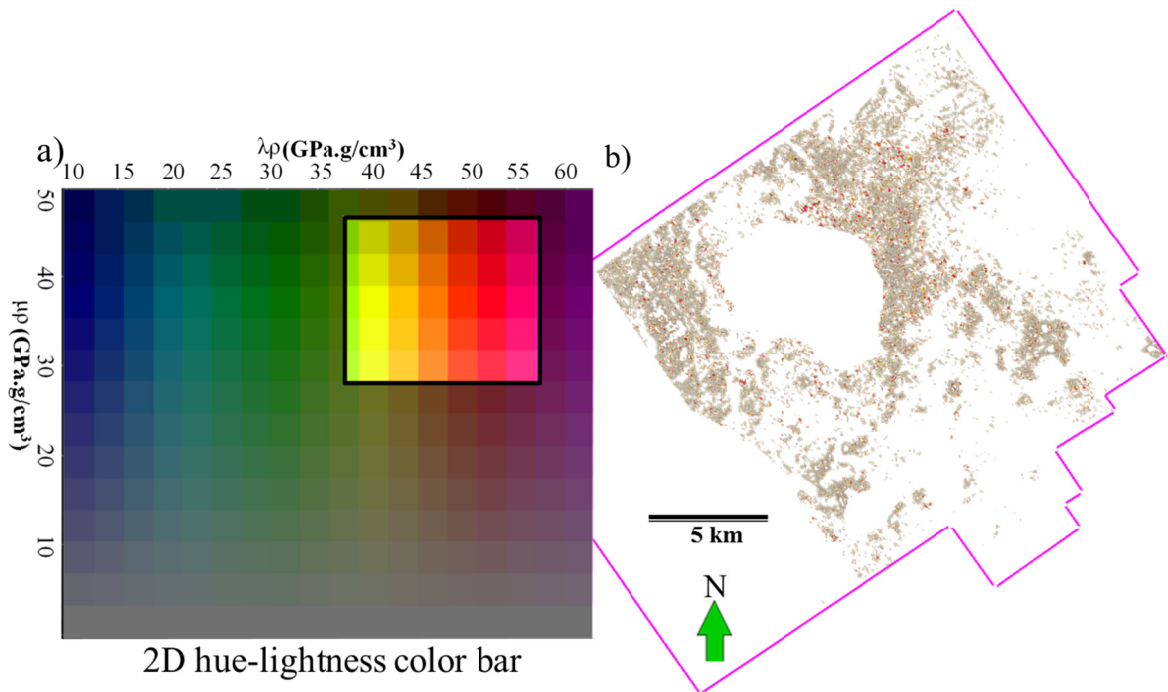 a)
λρ(GPa.g/cm³)
10 15 20 25 30 35 40 45 50 55 60
50
40
30
20
10
μρ(GPa.g/cm³)
2D hue-lightness color bar
b)
5 km
N